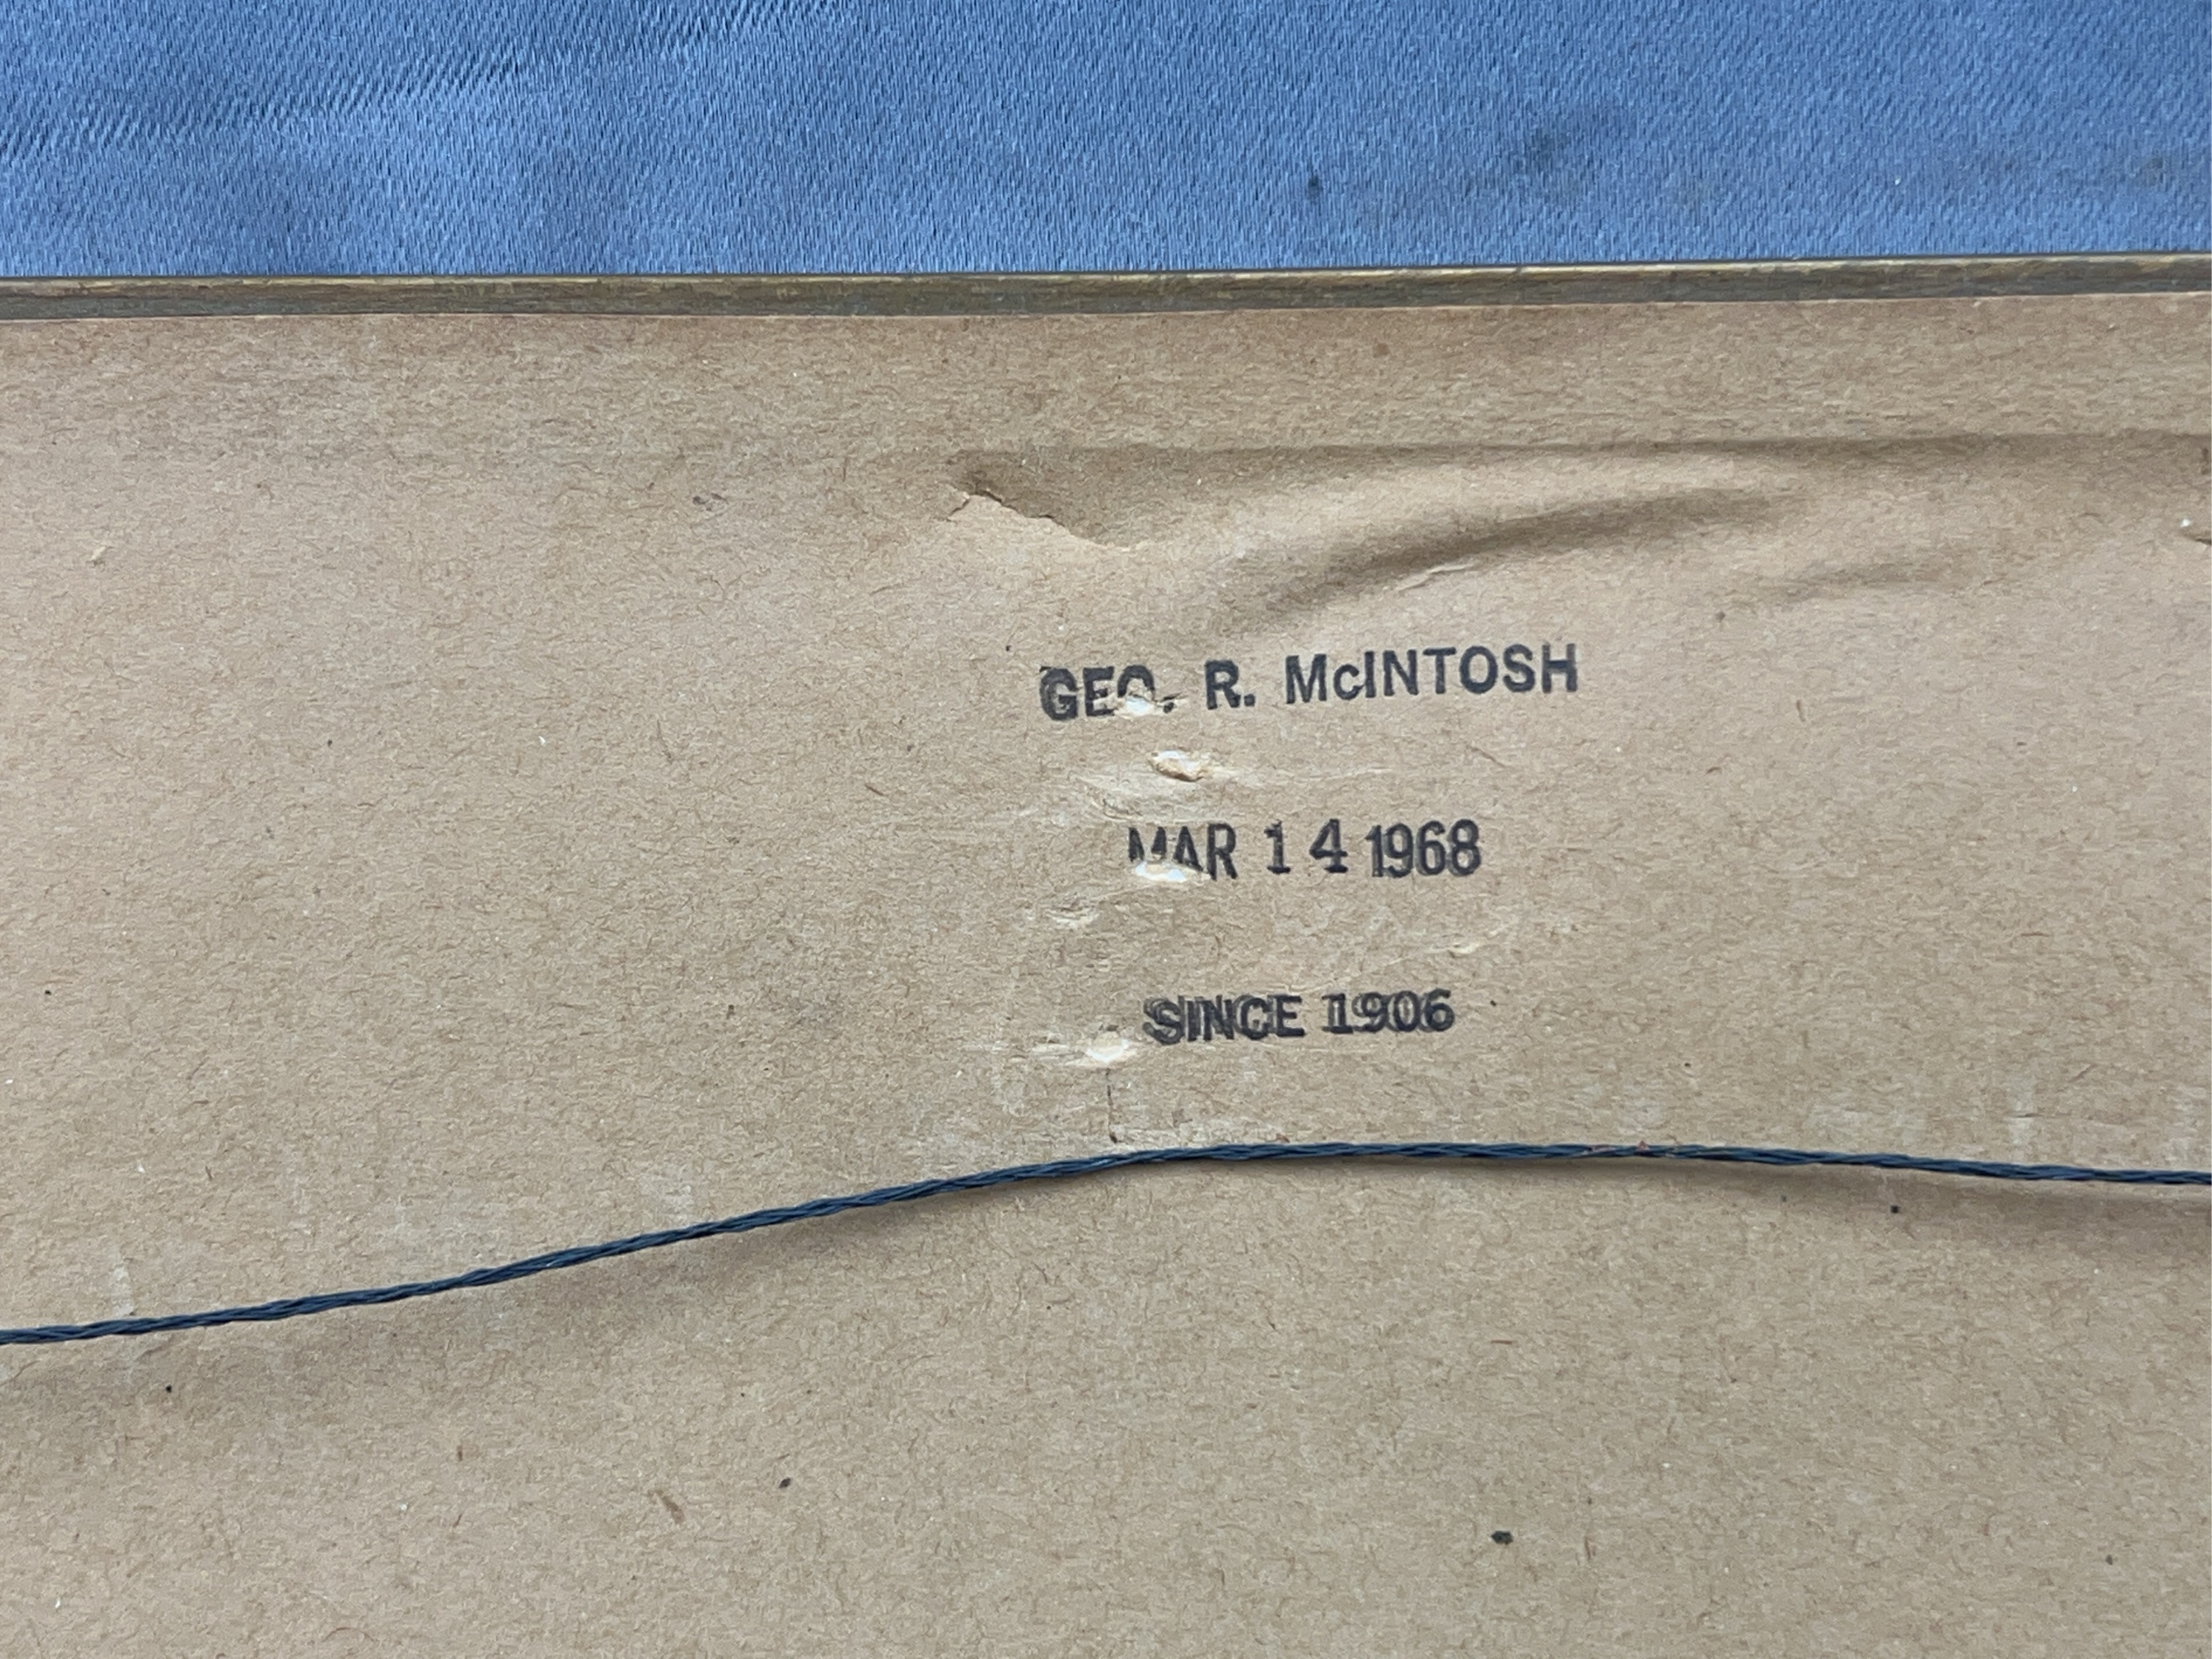 GEO. R. McINTOSH
MAR 14 1968
SINCE 1906